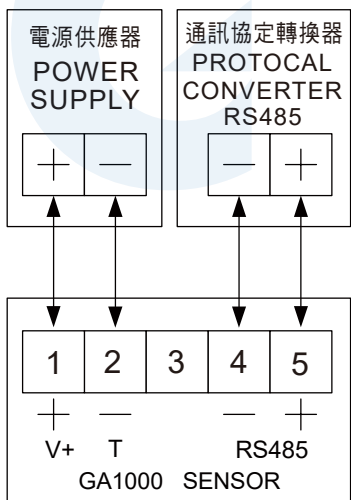 電源供應器
POWER
SUPPLY
+ —
通訊協定轉換器
PROTOCAL
CONVERTER
RS485
— +
1 2 3 4 5
+ — — +
V+ T RS485
GA1000 SENSOR